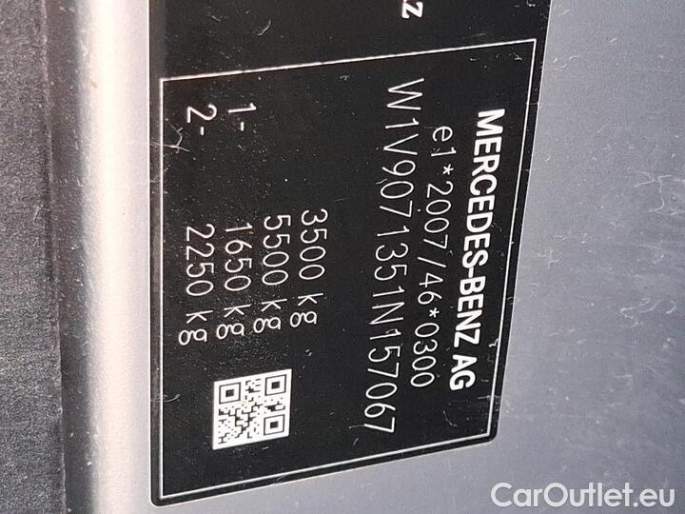 MERCEDES-BENZ AG
e1*2007/46*0300
W1V9071351N157067
3500 kg
5500 kg
1- 1650 kg
2- 2250 kg
CarOutlet.eu